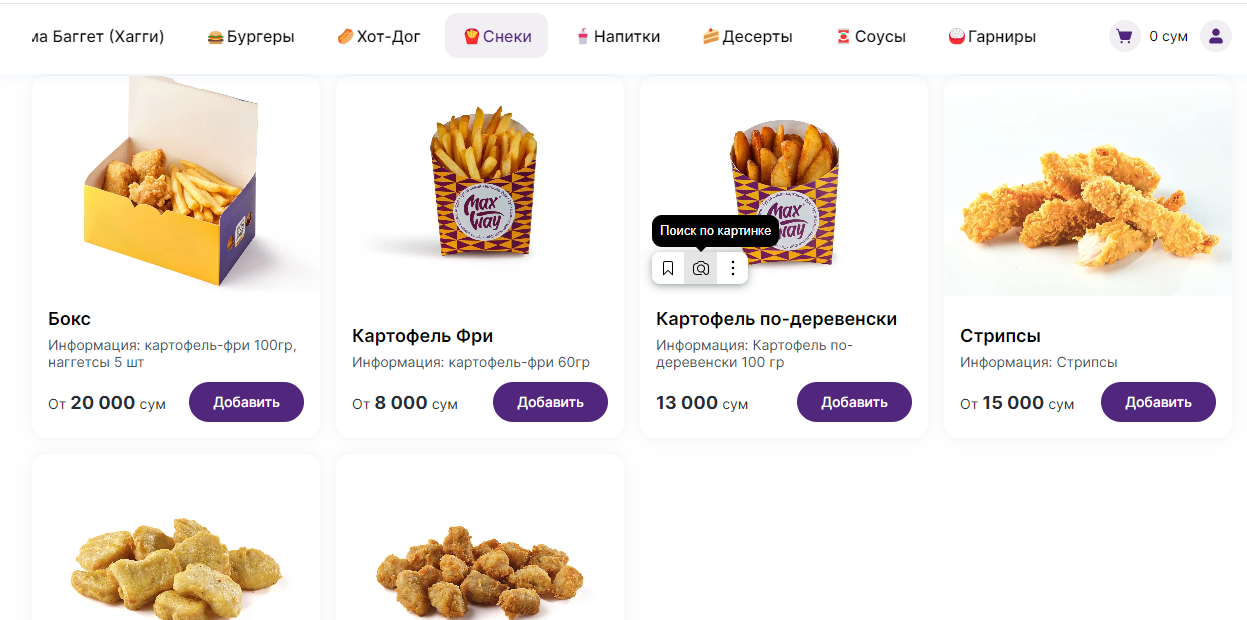 ма Баггет (Хагги)
Бургеры
Хот-Дог
Снеки
Напитки
Десерты
Соусы
Гарниры
0 сум
Max
Way
Max
Way
Поиск по картинке
Бокс
Информация: картофель-фри 100гр,
наггетсы 5 шт
От 20 000 сум
Добавить
Картофель Фри
Информация: картофель-фри 60гр
От 8 000 сум
Добавить
Картофель по-деревенски
Информация: Картофель по-
деревенски 100 гр
13 000 сум
Добавить
Стрипсы
Информация: Стрипсы
От 15 000 сум
Добавить